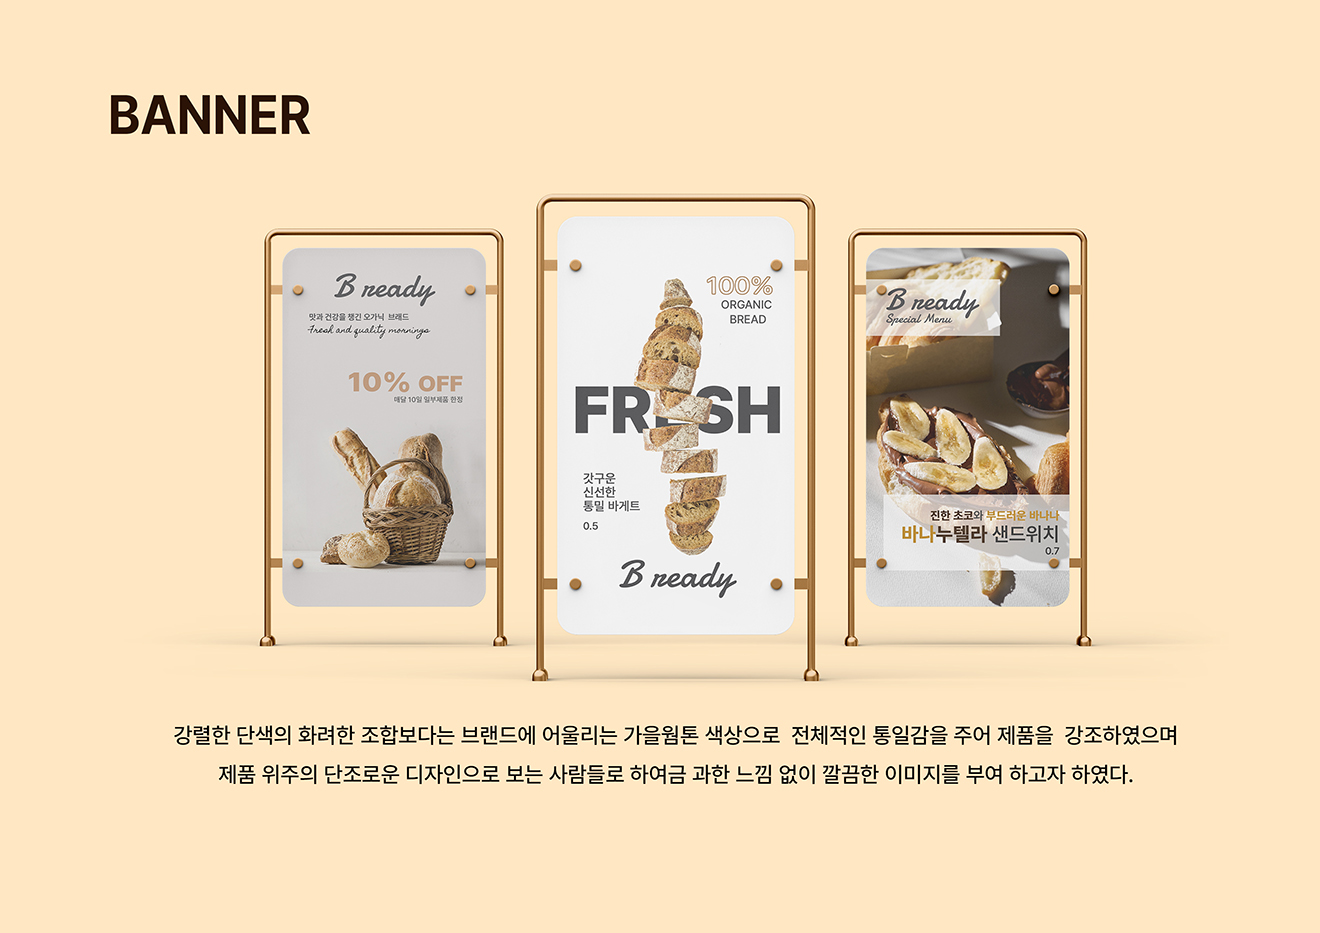 BANNER
B ready
맛과 건강을 챙긴 오가닉 브래드
Fresh and quality mornings
10% OFF
매달 10일 일부제품 한정
100%
ORGANIC
BREAD
FRESH
갓구운
신선한
통밀 바게트
0.5
B ready
B ready
Special Menu
진한 초코와 부드러운 바나나
바나누텔라 샌드위치
0.7
강렬한 단색의 화려한 조합보다는 브랜드에 어울리는 가을웜톤 색상으로 전체적인 통일감을 주어 제품을 강조하였으며
제품 위주의 단조로운 디자인으로 보는 사람들로 하여금 과한 느낌 없이 깔끔한 이미지를 부여 하고자 하였다.